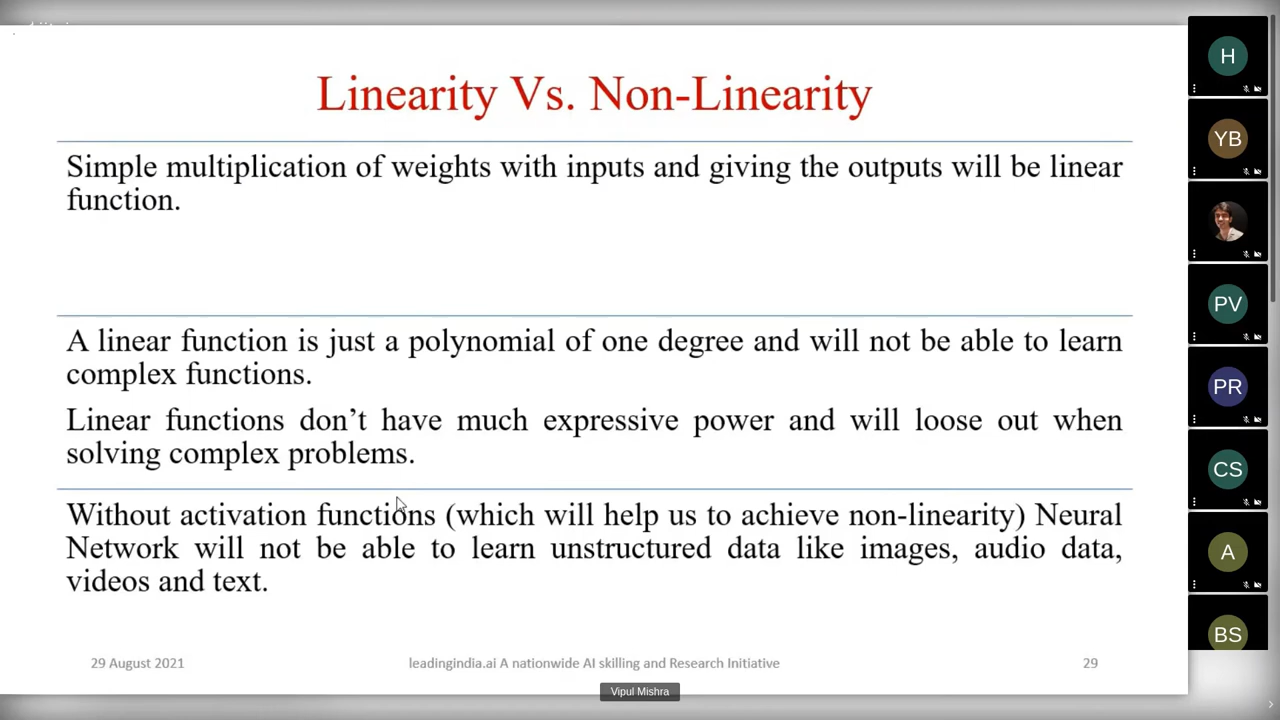 Linearity Vs. Non-Linearity
Simple multiplication of weights with inputs and giving the outputs will be linear
function.
A linear function is just a polynomial of one degree and will not be able to learn
complex functions.
Linear functions don’t have much expressive power and will loose out when
solving complex problems.
Without activation functions (which will help us to achieve non-linearity) Neural
Network will not be able to learn unstructured data like images, audio data,
videos and text.
29 August 2021
leadingindia.ai A nationwide AI skilling and Research Initiative
29
Vipul Mishra
H
YB
PV
PR
CS
A
BS